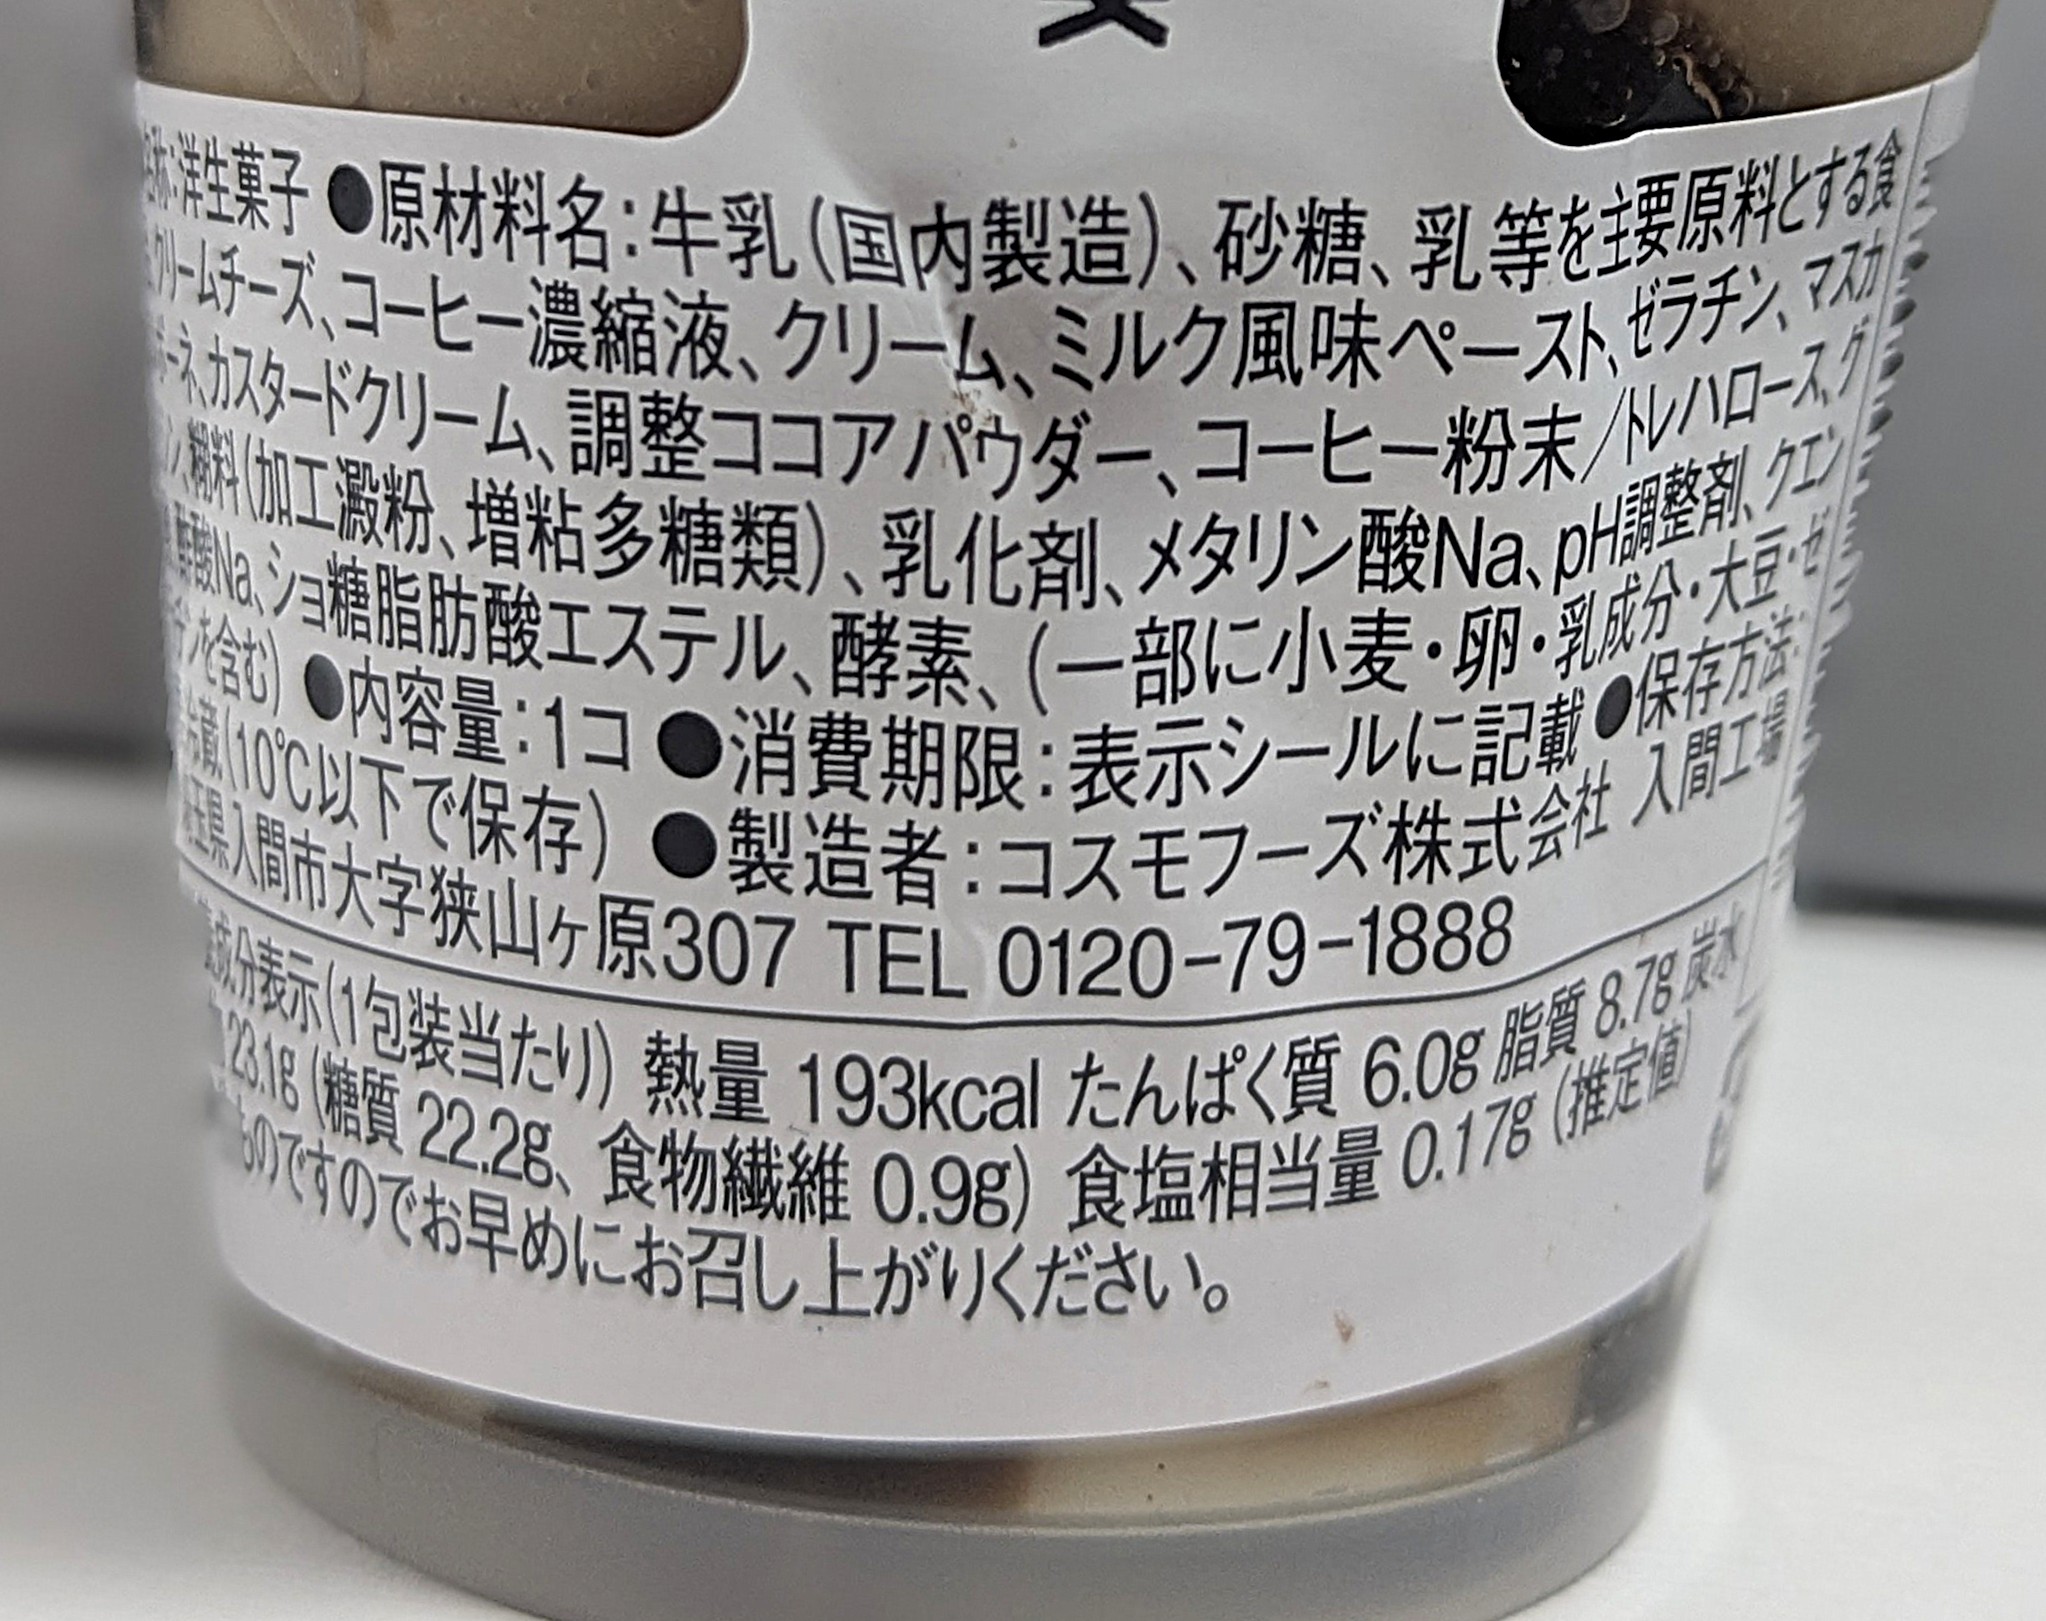 名称:洋生菓子 ●原材料名:牛乳(国内製造)、砂糖、乳等を主要原料とする食
クリームチーズ、コーヒー濃縮液、クリーム、ミルク風味ペースト、ゼラチン、マスカ
ーネ、カスタードクリーム、調整ココアパウダー、コーヒー粉末/トレハロース、グ
ン、糊料(加工澱粉、増粘多糖類)、乳化剤、メタリン酸Na、pH調整剤、クエン
酢酸Na、ショ糖脂肪酸エステル、酵素、(一部に小麦・卵・乳成分・大豆・ゼ
チンを含む) ●内容量:1コ ●消費期限:表示シールに記載 ●保存方法:
冷蔵(10℃以下で保存) ●製造者:コスモフーズ株式会社 入間工場
埼玉県入間市大字狭山ヶ原307 TEL 0120-79-1888
成分表示(1包装当たり) 熱量 193kcal たんぱく質 6.0g 脂質 8.7g 炭水
23.1g (糖質 22.2g、食物繊維 0.9g) 食塩相当量 0.17g (推定値)
ものですのでお早めにお召し上がりください。